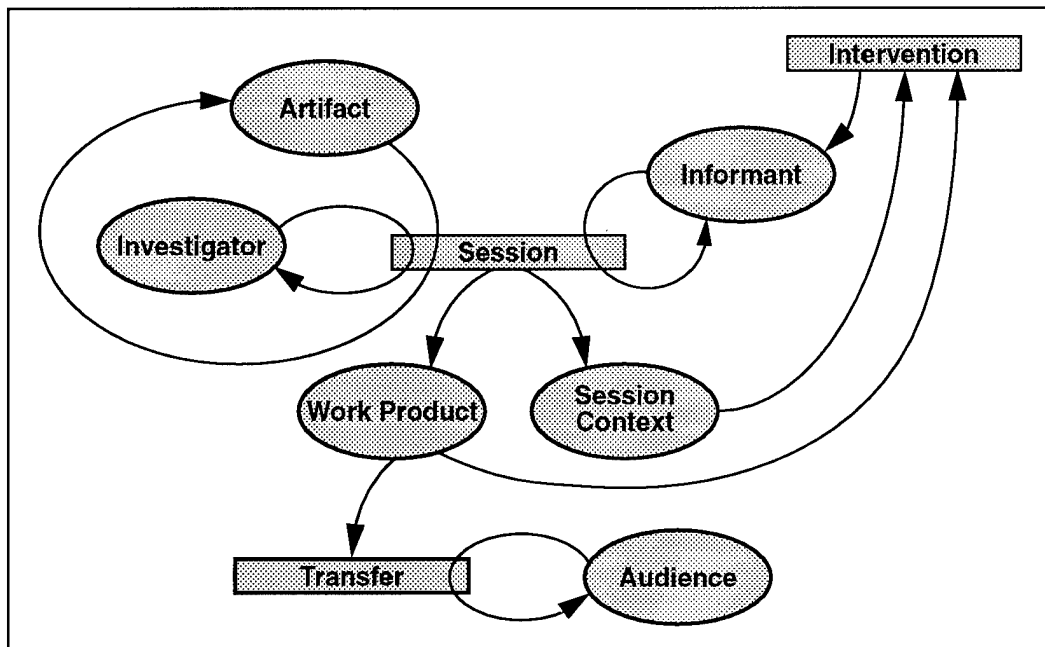 Intervention
Artifact
Informant
Investigator
Session
Work Product
Session
Context
Transfer
Audience